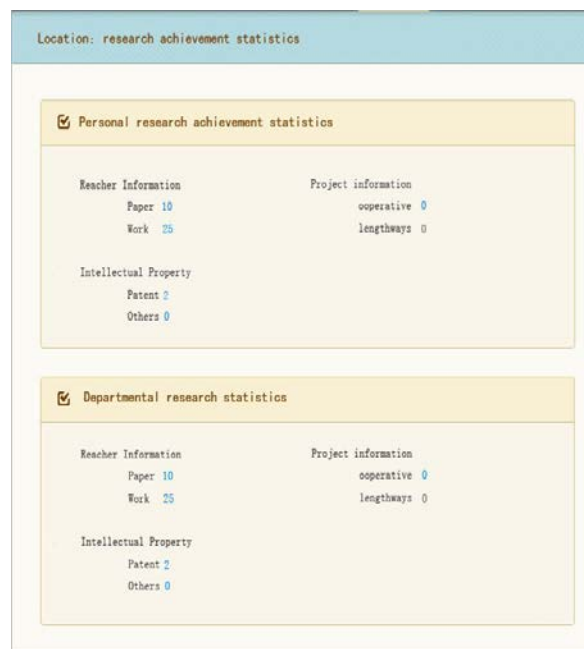 Location: research achievement statistics
Personal research achievement statistics
Reacher Information
Project information
Paper 10
ooperative 0
Work 25
lengthways 0
Intellectual Property
Patent 2
Others 0
Departmental research statistics
Reacher Information
Project information
Paper 10
ooperative 0
Work 25
lengthways 0
Intellectual Property
Patent 2
Others 0